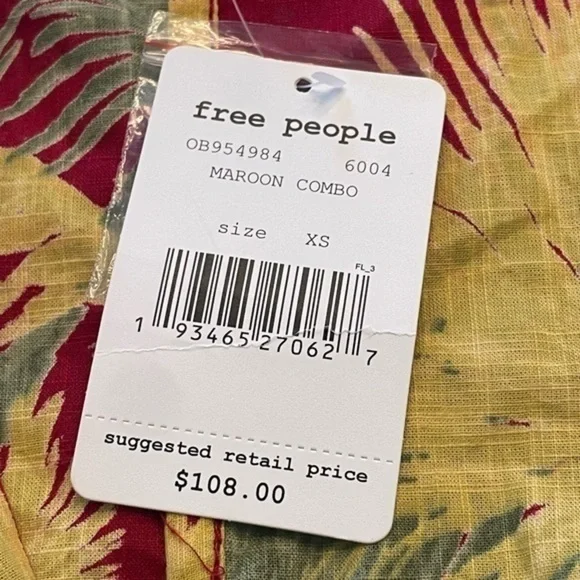 free people
OB954984 6004
MAROON COMBO
size XS
FL_3
1 93465 27062 7
suggested retail price
$108.00